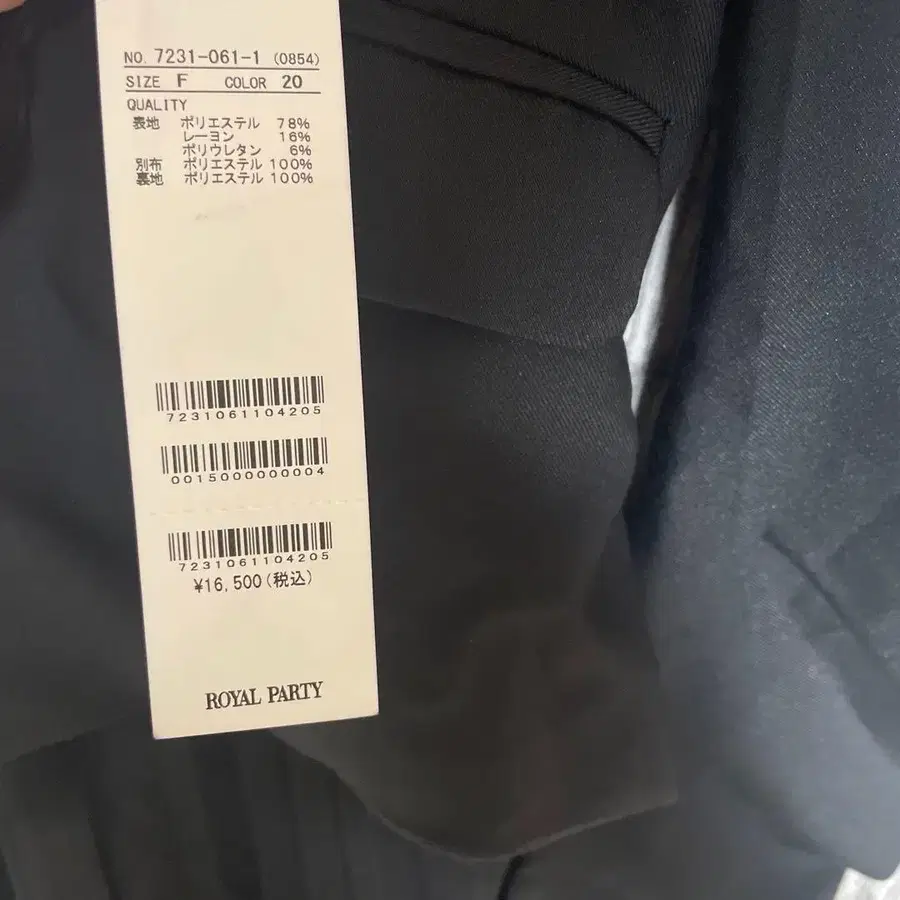 NO. 7231-061-1 (0854)
SIZE F COLOR 20
QUALITY
表地 ポリエステル 78%
レーヨン 16%
ポリウレタン 6%
別布 ポリエステル 100%
裏地 ポリエステル 100%
7231061104205
0015000000004
7231061104205
¥16,500(税込)
ROYAL PARTY